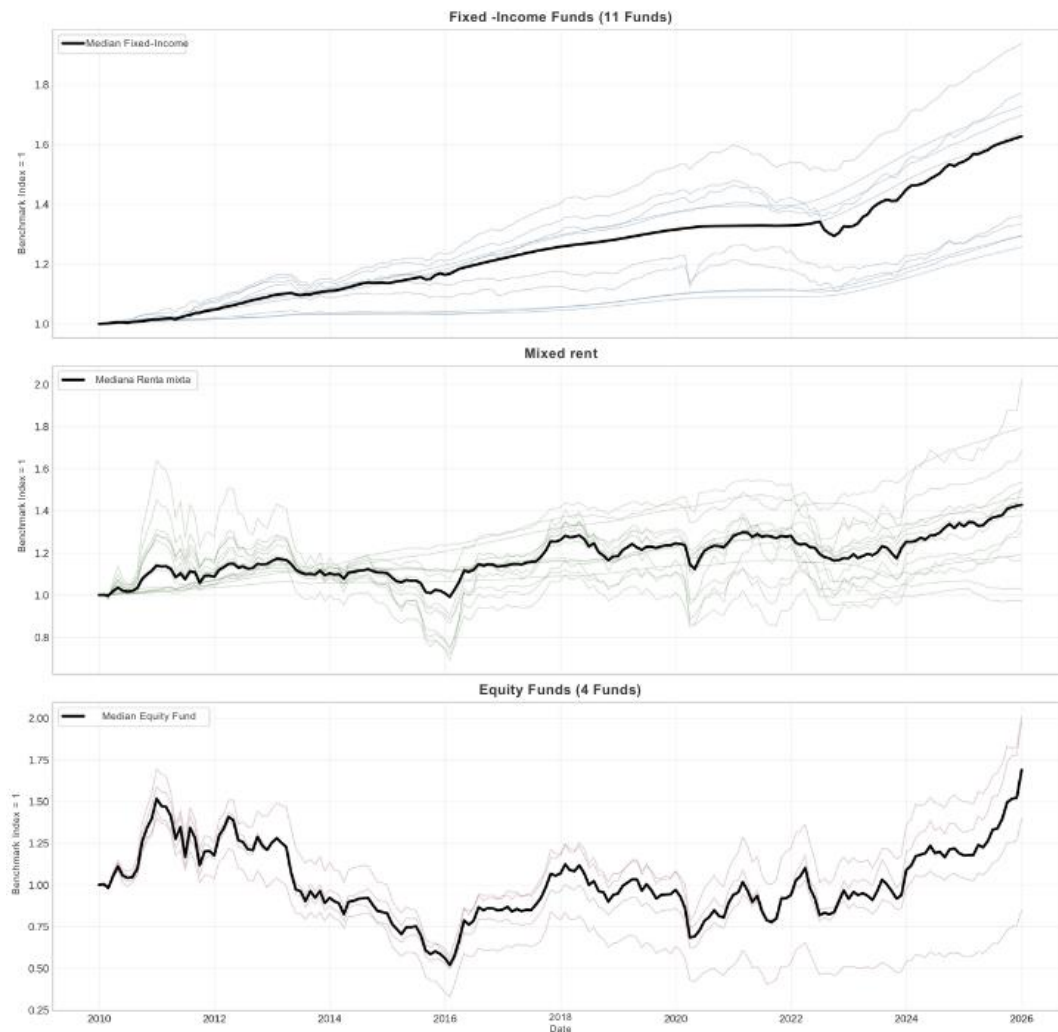 Fixed -Income Funds (11 Funds)
Median Fixed-Income
Benchmark Index = 1
1.8
1.6
1.4
1.2
1.0
Mixed rent
Mediana Renta mixta
Benchmark Index = 1
2.0
1.8
1.6
1.4
1.2
1.0
0.8
Equity Funds (4 Funds)
Median Equity Fund
Benchmark Index = 1
2.00
1.75
1.50
1.25
1.00
0.75
0.50
0.25
2010 2012 2014 2016 2018 2020 2022 2024 2026
Date